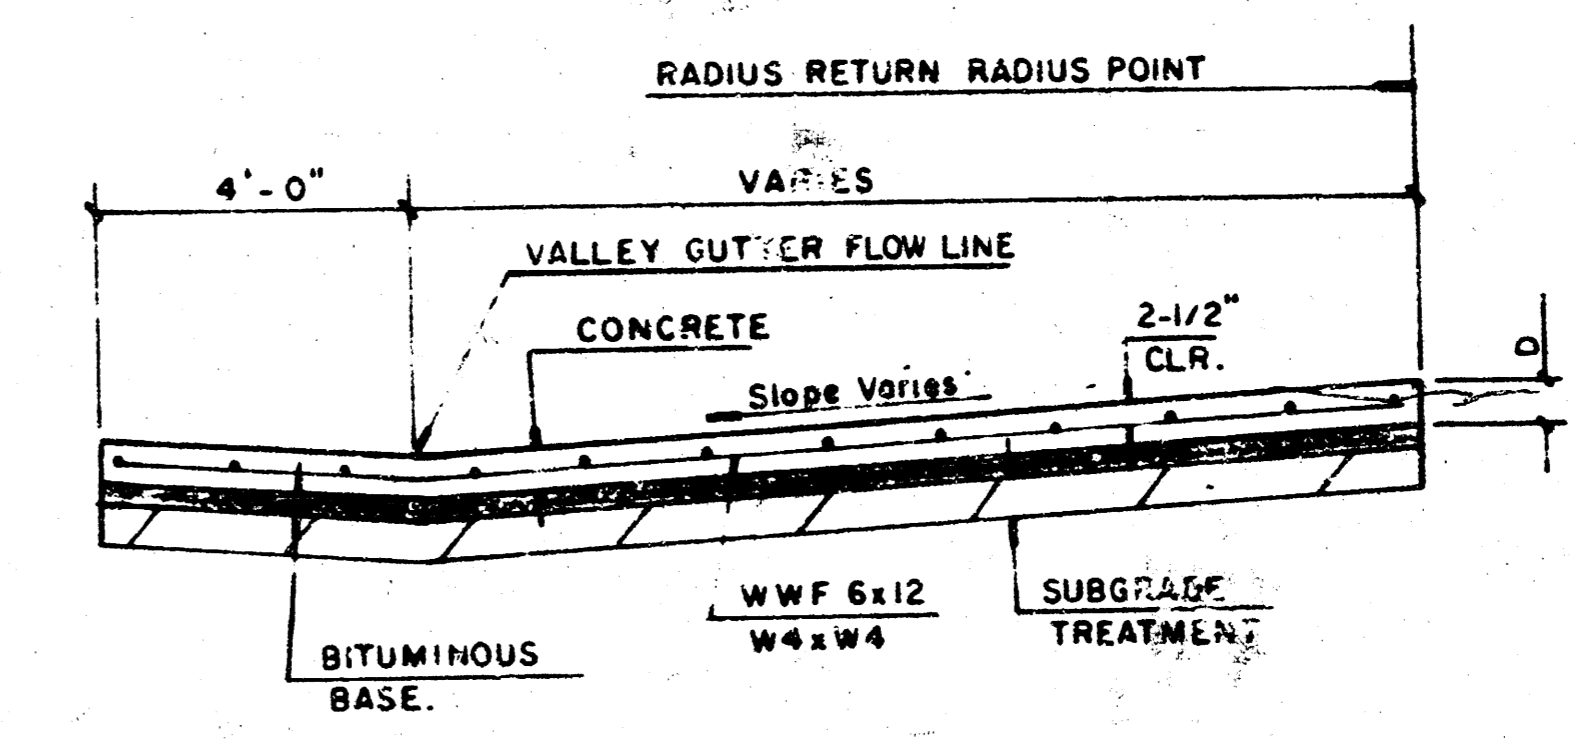 RADIUS RETURN RADIUS POINT
4'-0"
VARIES
VALLEY GUTTER FLOW LINE
CONCRETE
2-1/2"
CLR.
D
Slope Varies
WWF 6x12
W4xW4
SUBGRADE
TREATMENT
BITUMINOUS
BASE.